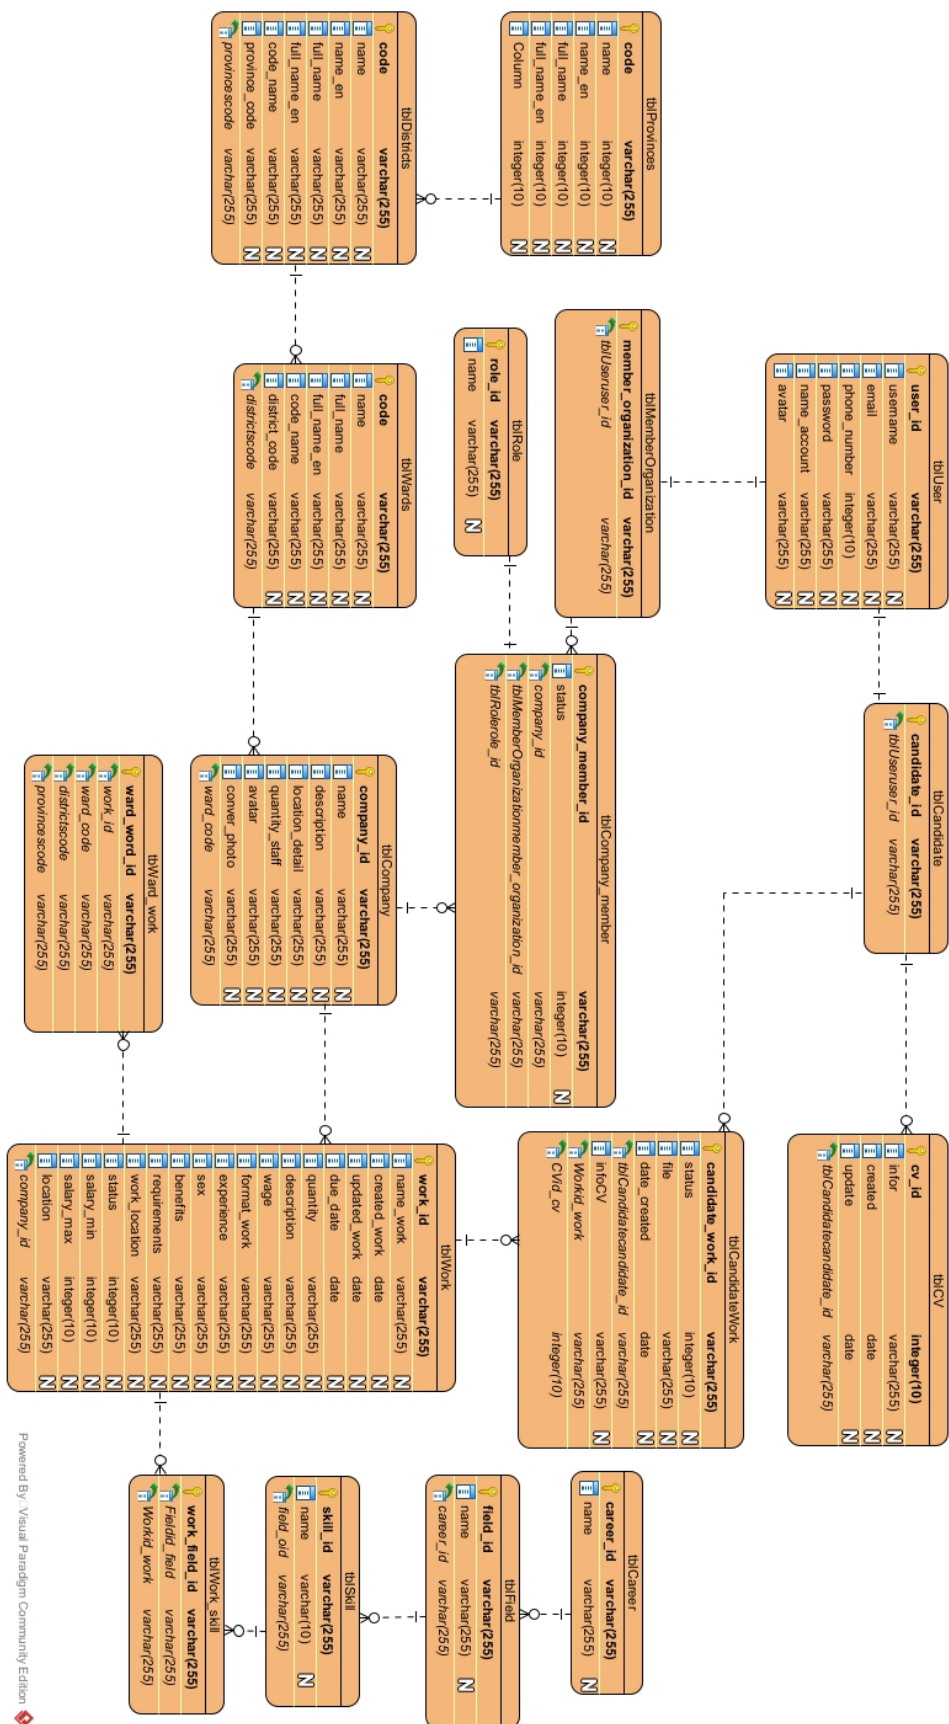 tblProvinces
code varchar(255)
name integer(10) N
name_en integer(10) N
full_name integer(10) N
full_name_en integer(10) N
Column integer(10) N
tblDistricts
code varchar(255)
name varchar(255) N
name_en varchar(255) N
full_name varchar(255) N
full_name_en varchar(255) N
code_name varchar(255) N
province_code varchar(255) N
provincescode varchar(255)
tblUser
user_id varchar(255)
username varchar(255) N
email varchar(255) N
phone_number integer(10) N
password varchar(255) N
name_account varchar(255) N
avatar varchar(255) N
tblMemberOrganization
member_organization_id varchar(255)
tblUseruser_id varchar(255)
tblRole
role_id varchar(255)
name varchar(255) N
tblWards
code varchar(255)
name varchar(255) N
full_name varchar(255) N
full_name_en varchar(255) N
code_name varchar(255) N
district_code varchar(255) N
districtscode varchar(255)
tblCandidate
candidate_id varchar(255)
tblUseruser_id varchar(255)
tblCompany_member
company_member_id varchar(255)
status integer(10) N
company_id varchar(255)
tblMemberOrganizationmember_organization_id varchar(255)
tblRolerole_id varchar(255)
tblCompany
company_id varchar(255)
name varchar(255) N
description varchar(255) N
location_detail varchar(255) N
quantity_staff varchar(255) N
avatar varchar(255) N
conver_photo varchar(255) N
ward_code varchar(255)
tbWard_work
ward_word_id varchar(255)
work_id varchar(255)
ward_code varchar(255)
districtscode varchar(255)
provincescode varchar(255)
tblCV
cv_id integer(10)
infor varchar(255) N
created date N
update date N
tblCandidatecandidate_id varchar(255)
tblCandidateWork
candidate_work_id varchar(255)
status integer(10) N
file varchar(255) N
date_created date N
tblCandidatecandidate_id varchar(255)
infoCV varchar(255) N
Workid_work varchar(255)
CVid_cv integer(10)
tblWork
work_id varchar(255)
name_work varchar(255) N
created_work date N
updated_work date N
due_date date N
quantity varchar(255) N
description varchar(255) N
wage varchar(255) N
format_work varchar(255) N
experience varchar(255) N
sex varchar(255) N
benefits varchar(255) N
requirements varchar(255) N
work_location varchar(255) N
status integer(10) N
salary_min integer(10) N
salary_max integer(10) N
location varchar(255) N
company_id varchar(255)
tblCareer
career_id varchar(255)
name varchar(255) N
tblField
field_id varchar(255)
name varchar(255) N
career_id varchar(255)
tblSkill
skill_id varchar(255)
name varchar(10) N
field_oid varchar(255)
tblWork_skill
work_field_id varchar(255)
Fieldid_field varchar(255)
Workid_work varchar(255)
Powered By Visual Paradigm Community Edition